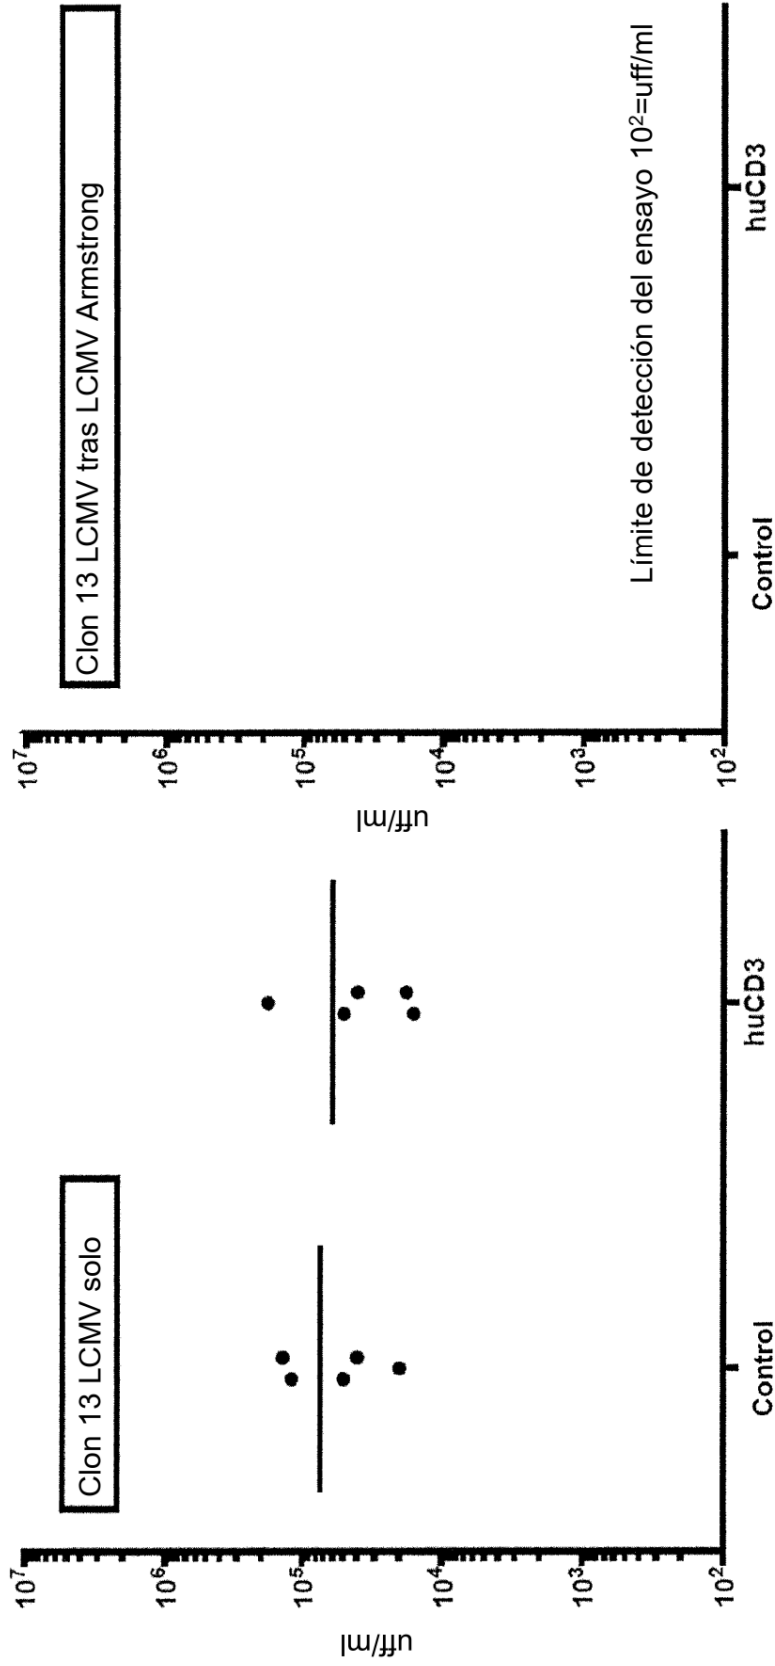 Clon 13 LCMV solo
uff/ml
10⁷
10⁶
10⁵
10⁴
10³
10²
Control
huCD3
Clon 13 LCMV tras LCMV Armstrong
uff/ml
10⁷
10⁶
10⁵
10⁴
10³
10²
Límite de detección del ensayo 10²=uff/ml
Control
huCD3